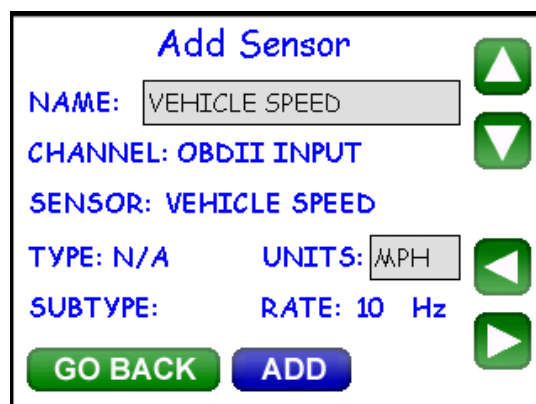 Add Sensor
NAME: VEHICLE SPEED
CHANNEL: OBDII INPUT
SENSOR: VEHICLE SPEED
TYPE: N/A UNITS: MPH
SUBTYPE: RATE: 10 Hz
GO BACK ADD